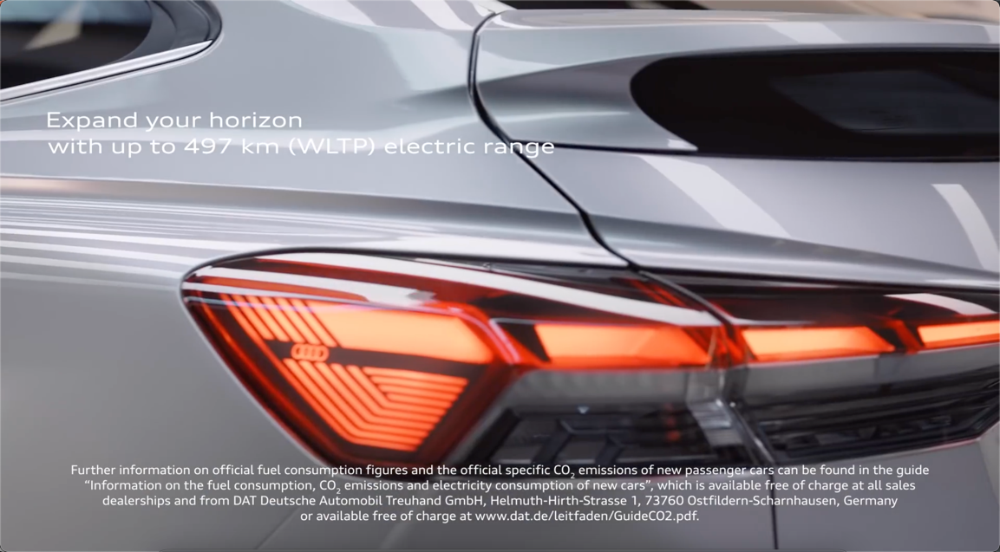 Expand your horizon
with up to 497 km (WLTP) electric range
Further information on official fuel consumption figures and the official specific CO₂ emissions of new passenger cars can be found in the guide
“Information on the fuel consumption, CO₂ emissions and electricity consumption of new cars”, which is available free of charge at all sales
dealerships and from DAT Deutsche Automobil Treuhand GmbH, Helmuth-Hirth-Strasse 1, 73760 Ostfildern-Scharnhausen, Germany
or available free of charge at www.dat.de/leitfaden/GuideCO2.pdf.